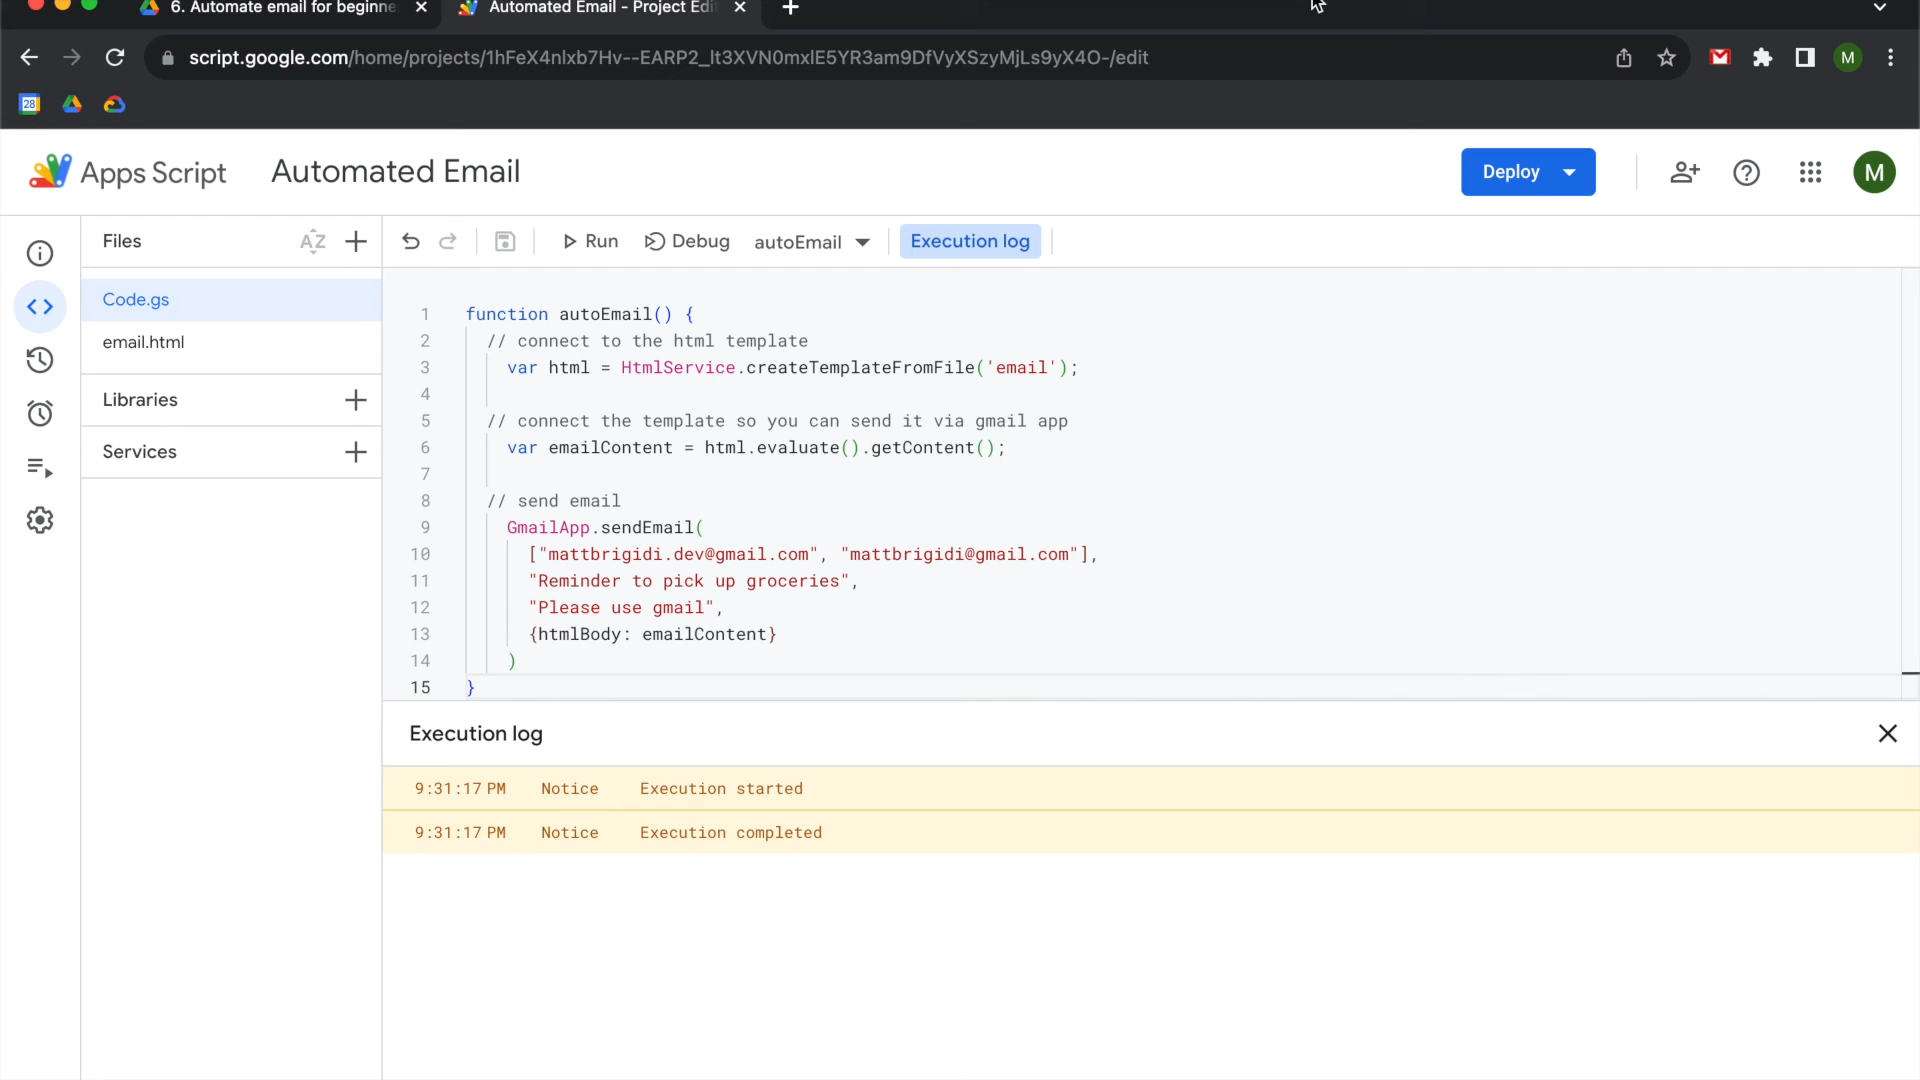 6. Automate email for beginne
Automated Email - Project Edi
script.google.com/home/projects/1hFeX4nlxb7Hv--EARP2_lt3XVN0mxlE5YR3am9DfVyXSzyMjLs9yX4O-/edit
M
28
Apps Script
Automated Email
Deploy
M
Files
AZ
Run
Debug
autoEmail
Execution log
Code.gs
email.html
Libraries
Services
1 function autoEmail() {
2 // connect to the html template
3 var html = HtmlService.createTemplateFromFile('email');
4
5 // connect the template so you can send it via gmail app
6 var emailContent = html.evaluate().getContent();
7
8 // send email
9 GmailApp.sendEmail(
10 ["mattbrigidi.dev@gmail.com", "mattbrigidi@gmail.com"],
11 "Reminder to pick up groceries",
12 "Please use gmail",
13 {htmlBody: emailContent}
14 )
15 }
Execution log
9:31:17 PM Notice Execution started
9:31:17 PM Notice Execution completed